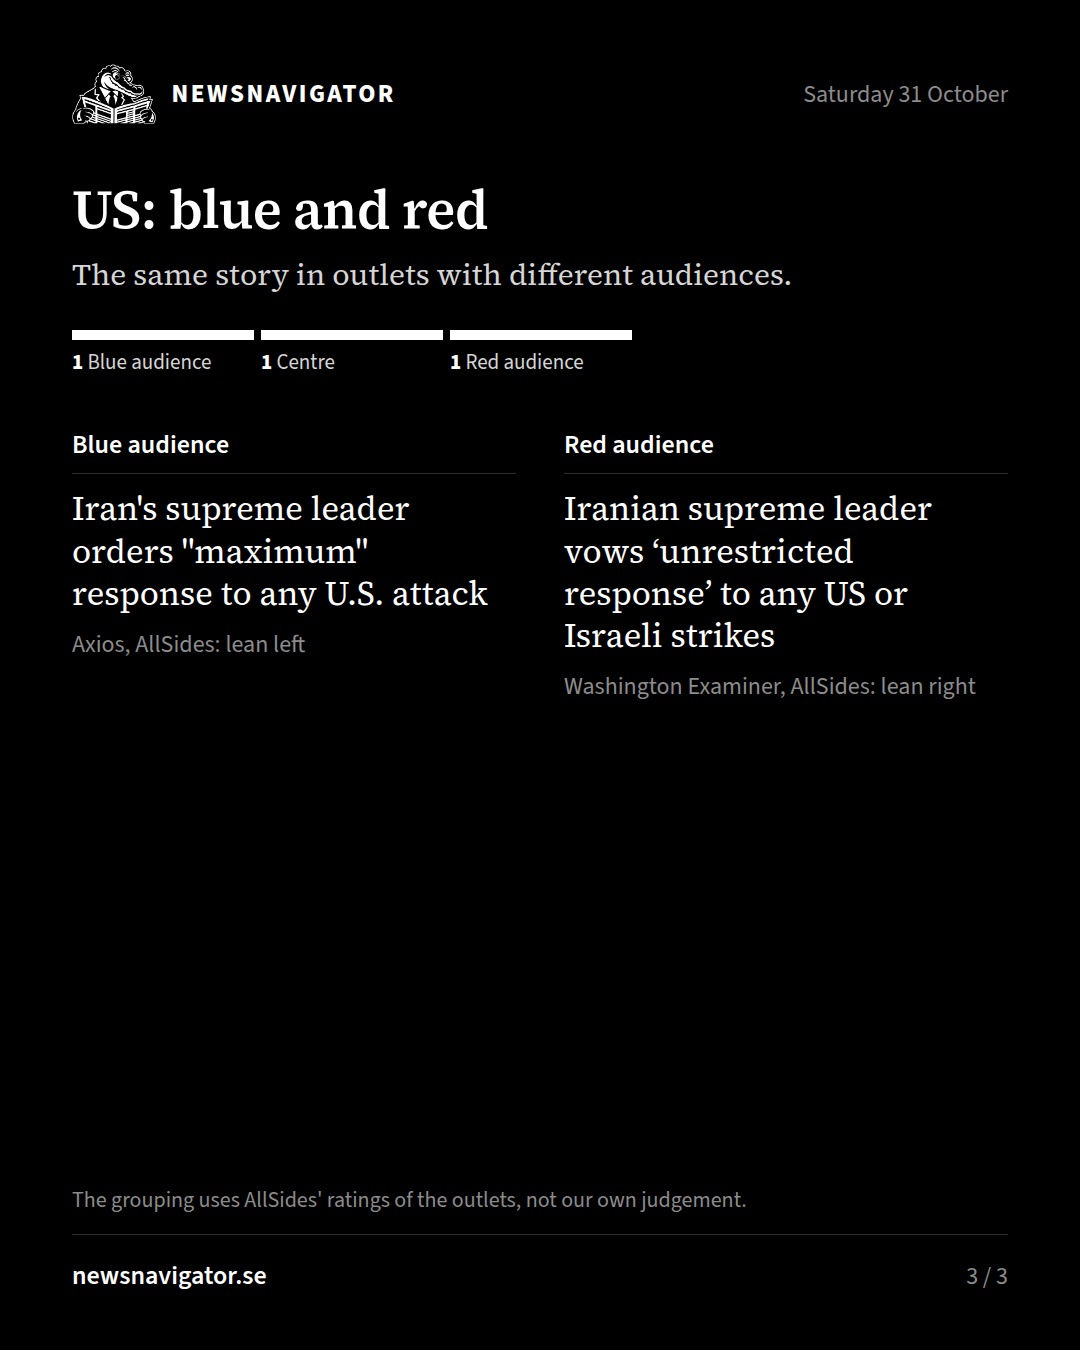 NEWSNAVIGATOR
Saturday 31 October
US: blue and red
The same story in outlets with different audiences.
1 Blue audience
1 Centre
1 Red audience
Blue audience
Iran's supreme leader
orders "maximum"
response to any U.S. attack
Axios, AllSides: lean left
Red audience
Iranian supreme leader
vows ‘unrestricted
response’ to any US or
Israeli strikes
Washington Examiner, AllSides: lean right
The grouping uses AllSides' ratings of the outlets, not our own judgement.
newsnavigator.se
3 / 3